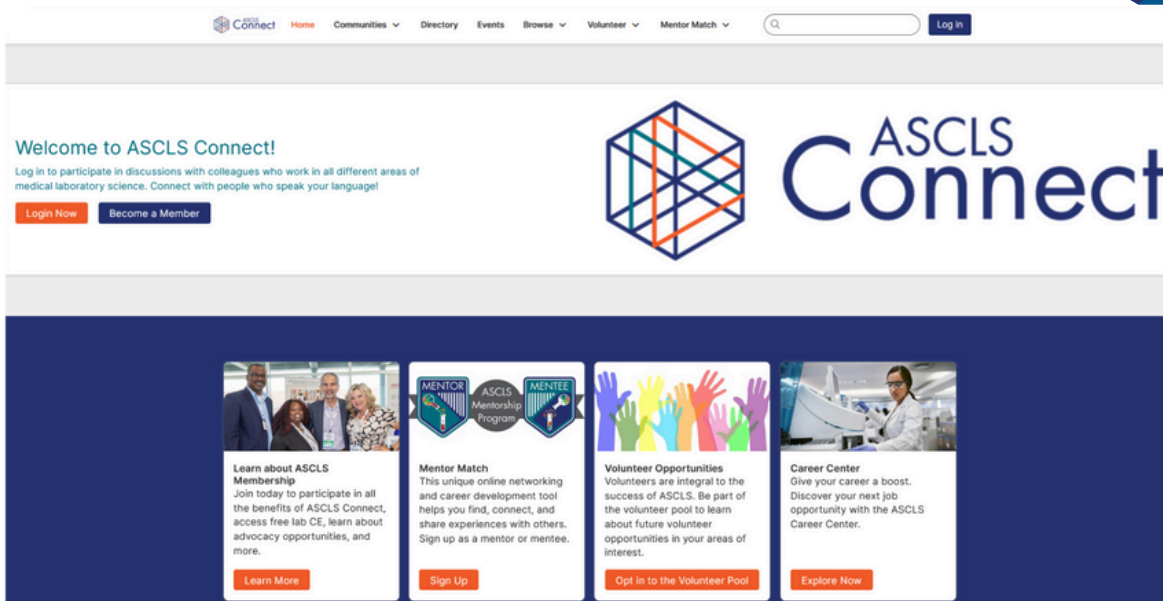 ASCLS
Connect
Home
Communities
Directory
Events
Browse
Volunteer
Mentor Match
Log in
Welcome to ASCLS Connect!
Log in to participate in discussions with colleagues who work in all different areas of
medical laboratory science. Connect with people who speak your language!
Login Now
Become a Member
ASCLS
Connect
Learn about ASCLS
Membership
Join today to participate in all
the benefits of ASCLS Connect,
access free lab CE, learn about
advocacy opportunities, and
more.
Learn More
MENTOR
ASCLS
Mentorship
Program
MENTEE
Mentor Match
This unique online networking
and career development tool
helps you find, connect, and
share experiences with others.
Sign up as a mentor or mentee.
Sign Up
Volunteer Opportunities
Volunteers are integral to the
success of ASCLS. Be part of
the volunteer pool to learn
about future volunteer
opportunities in your areas of
interest.
Opt in to the Volunteer Pool
Career Center
Give your career a boost.
Discover your next job
opportunity with the ASCLS
Career Center.
Explore Now